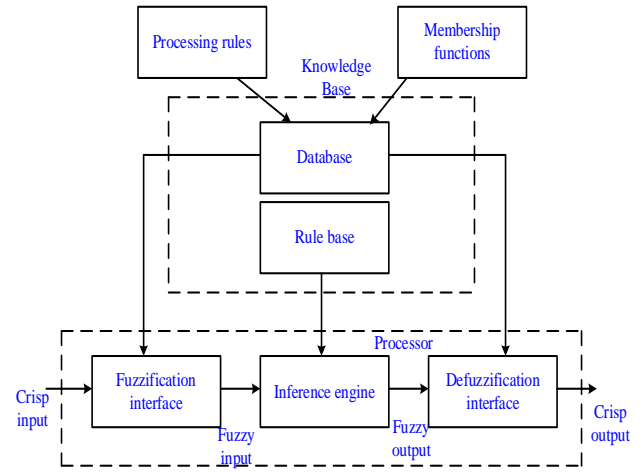 Processing rules
Membership
functions
Knowledge
Base
Database
Rule base
Processor
Crisp
input
Fuzzification
interface
Fuzzy
input
Inference engine
Fuzzy
output
Defuzzification
interface
Crisp
output